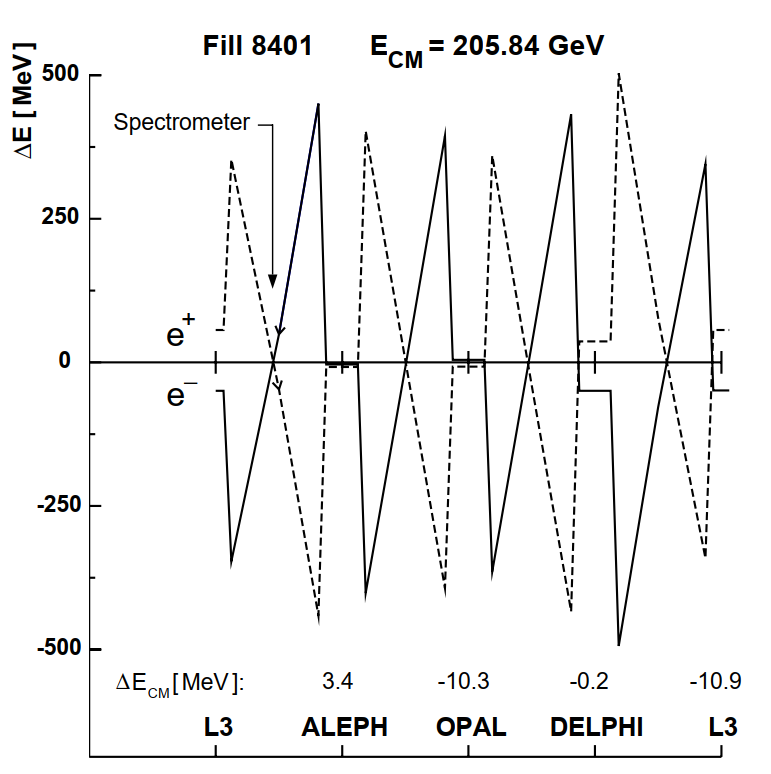 Fill 8401 E_CM = 205.84 GeV
ΔE [ MeV]
500
Spectrometer
250
e+
0
e−
-250
-500
ΔE_CM [MeV]: 3.4 -10.3 -0.2 -10.9
L3 ALEPH OPAL DELPHI L3